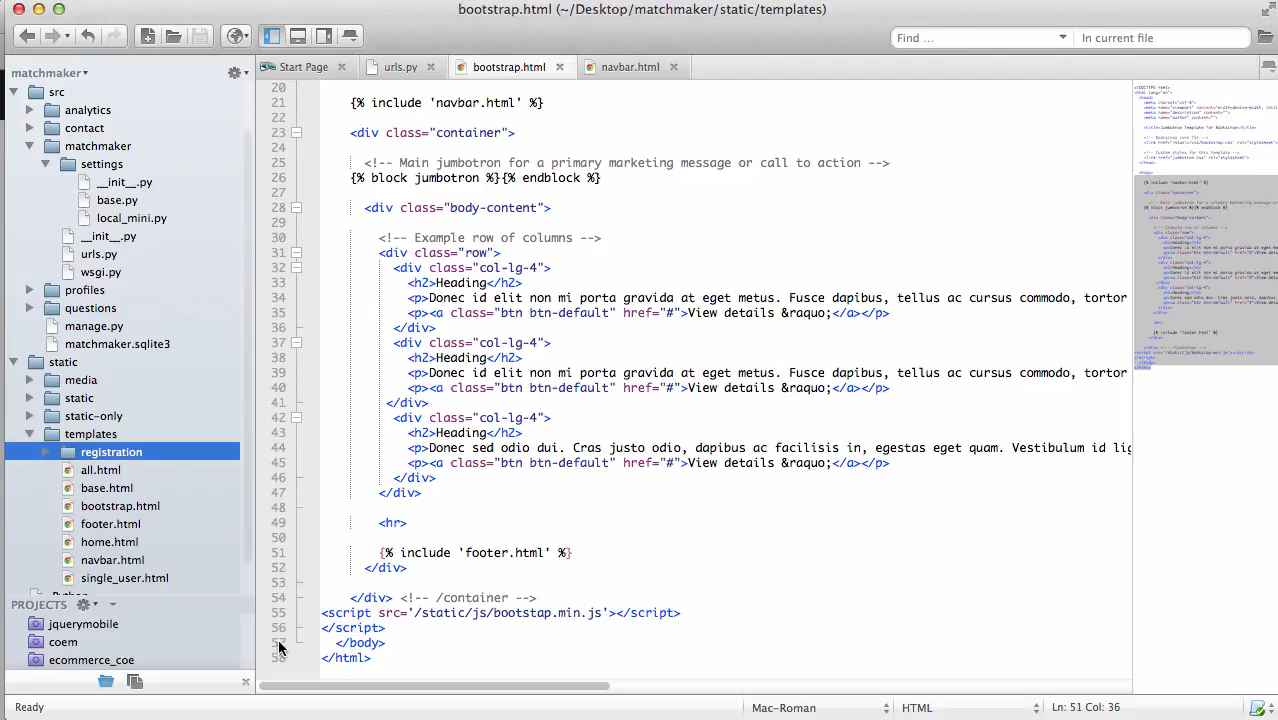 bootstrap.html (~/Desktop/matchmaker/static/templates)
Find ...
In current file
matchmaker
Start Page
urls.py
bootstrap.html
navbar.html
src
analytics
contact
matchmaker
settings
__init__.py
base.py
local_mini.py
__init__.py
urls.py
wsgi.py
profiles
questions
manage.py
matchmaker.sqlite3
static
media
static
static-only
templates
registration
all.html
base.html
bootstrap.html
footer.html
home.html
navbar.html
single_user.html
PROJECTS
jquerymobile
coem
ecommerce_coe
20
21 {% include 'navbar.html' %}
22
23 <div class="container">
24
25 <!-- Main jumbotron for a primary marketing message or call to action -->
26 {% block jumbotron %}{% endblock %}
27
28 <div class="body-content">
29
30 <!-- Example row of columns -->
31 <div class="row">
32 <div class="col-lg-4">
33 <h2>Heading</h2>
34 <p>Donec id elit non mi porta gravida at eget metus. Fusce dapibus, tellus ac cursus commodo, tortor
35 <p><a class="btn btn-default" href="#">View details &raquo;</a></p>
36 </div>
37 <div class="col-lg-4">
38 <h2>Heading</h2>
39 <p>Donec id elit non mi porta gravida at eget metus. Fusce dapibus, tellus ac cursus commodo, tortor
40 <p><a class="btn btn-default" href="#">View details &raquo;</a></p>
41 </div>
42 <div class="col-lg-4">
43 <h2>Heading</h2>
44 <p>Donec sed odio dui. Cras justo odio, dapibus ac facilisis in, egestas eget quam. Vestibulum id lig
45 <p><a class="btn btn-default" href="#">View details &raquo;</a></p>
46 </div>
47 </div>
48
49 <hr>
50
51 {% include 'footer.html' %}
52 </div>
53
54 </div> <!-- /container -->
55 <script src='/static/js/bootstap.min.js'></script>
56 </script>
57 </body>
58 </html>
Ready
Mac-Roman
HTML
Ln: 51 Col: 36